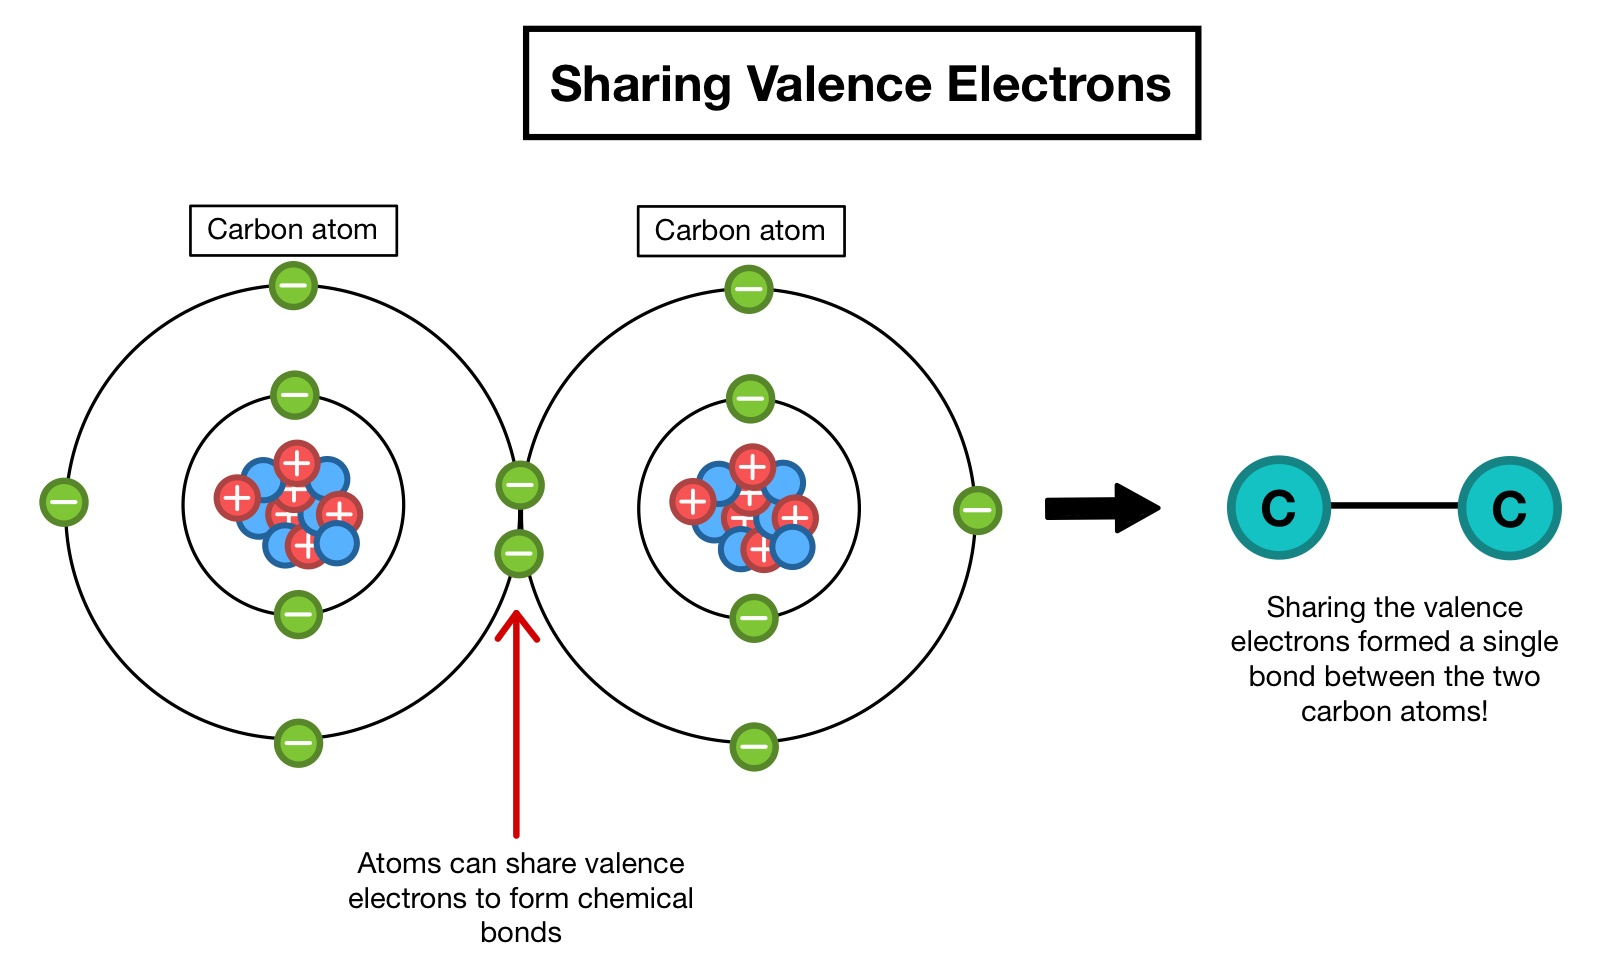 Sharing Valence Electrons
Carbon atom
Carbon atom
C
C
Sharing the valence
electrons formed a single
bond between the two
carbon atoms!
Atoms can share valence
electrons to form chemical
bonds